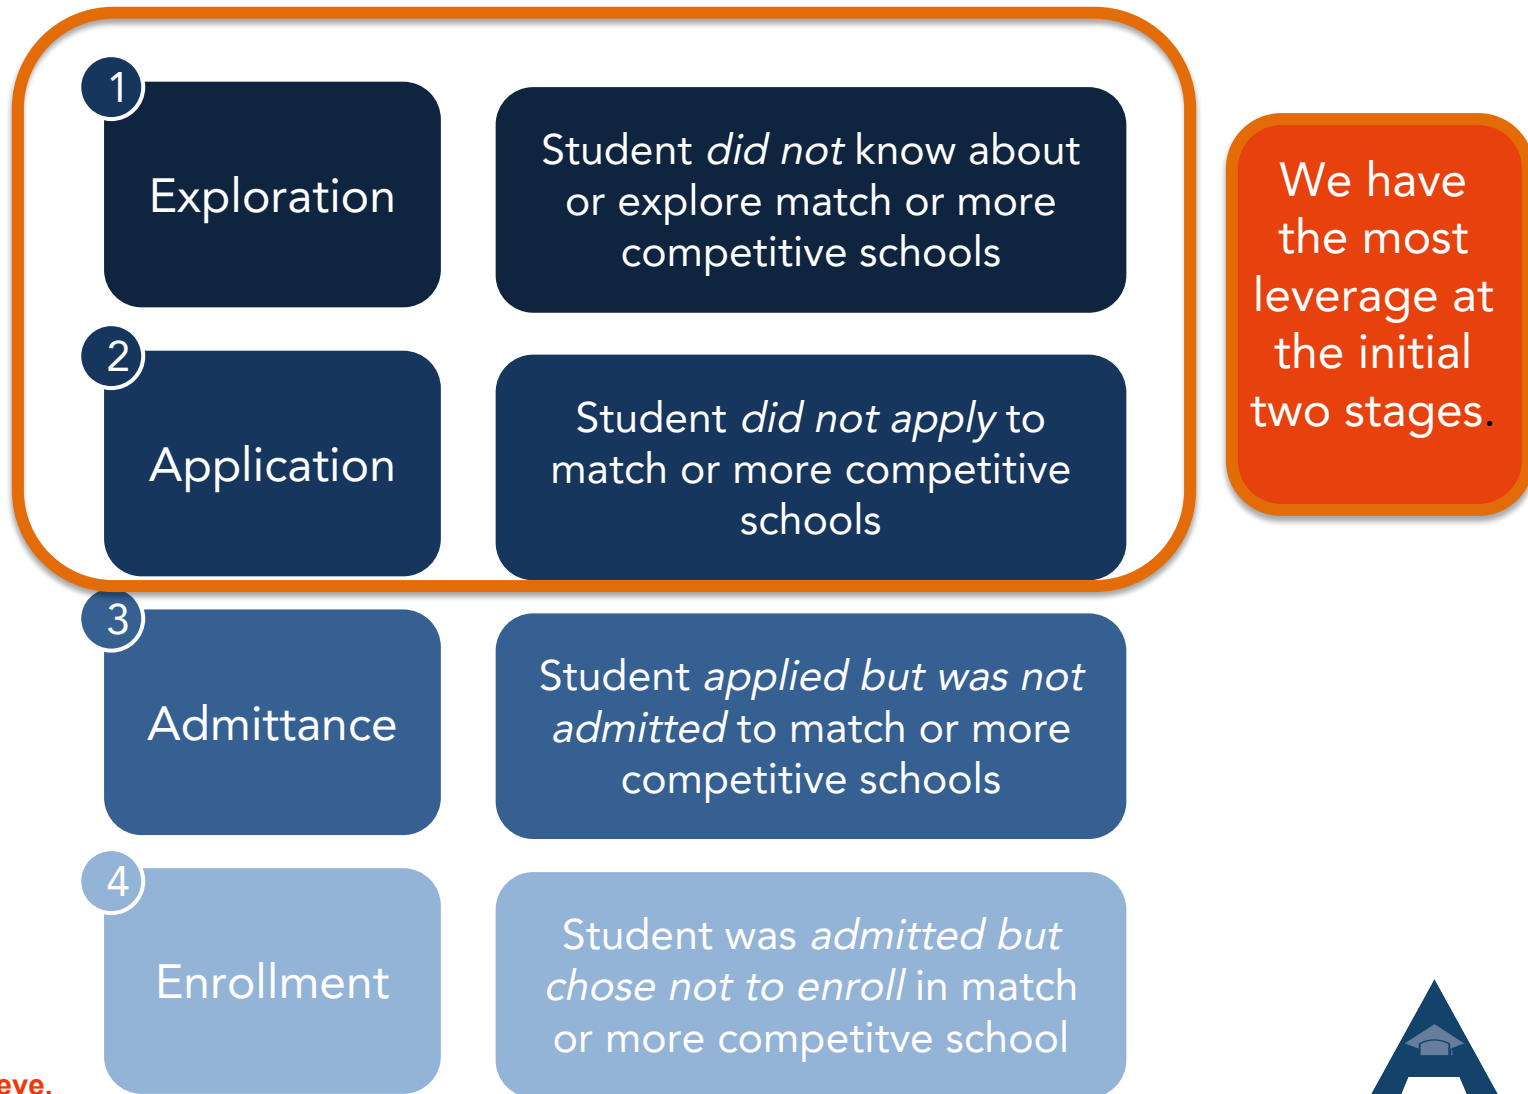 1
Exploration
Student did not know about
or explore match or more
competitive schools
We have
the most
leverage at
the initial
two stages.
2
Application
Student did not apply to
match or more competitive
schools
3
Admittance
Student applied but was not
admitted to match or more
competitive schools
4
Enrollment
Student was admitted but
chose not to enroll in match
or more competitve school
eve.